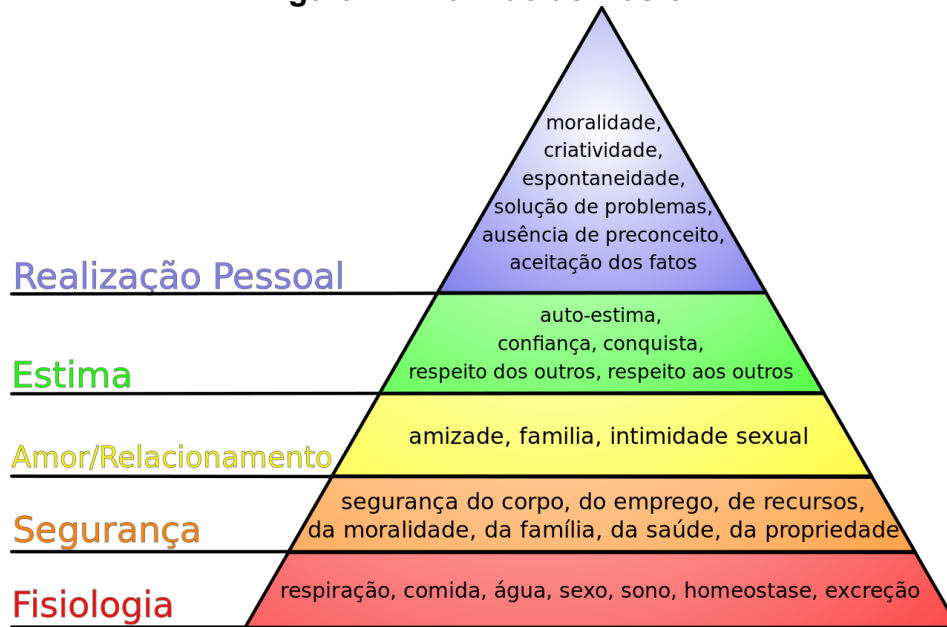 moralidade,
criatividade,
espontaneidade,
solução de problemas,
ausência de preconceito,
aceitação dos fatos
Realização Pessoal
auto-estima,
confiança, conquista,
respeito dos outros, respeito aos outros
Estima
amizade, familia, intimidade sexual
Amor/Relacionamento
segurança do corpo, do emprego, de recursos,
da moralidade, da família, da saúde, da propriedade
Segurança
respiração, comida, água, sexo, sono, homeostase, excreção
Fisiologia